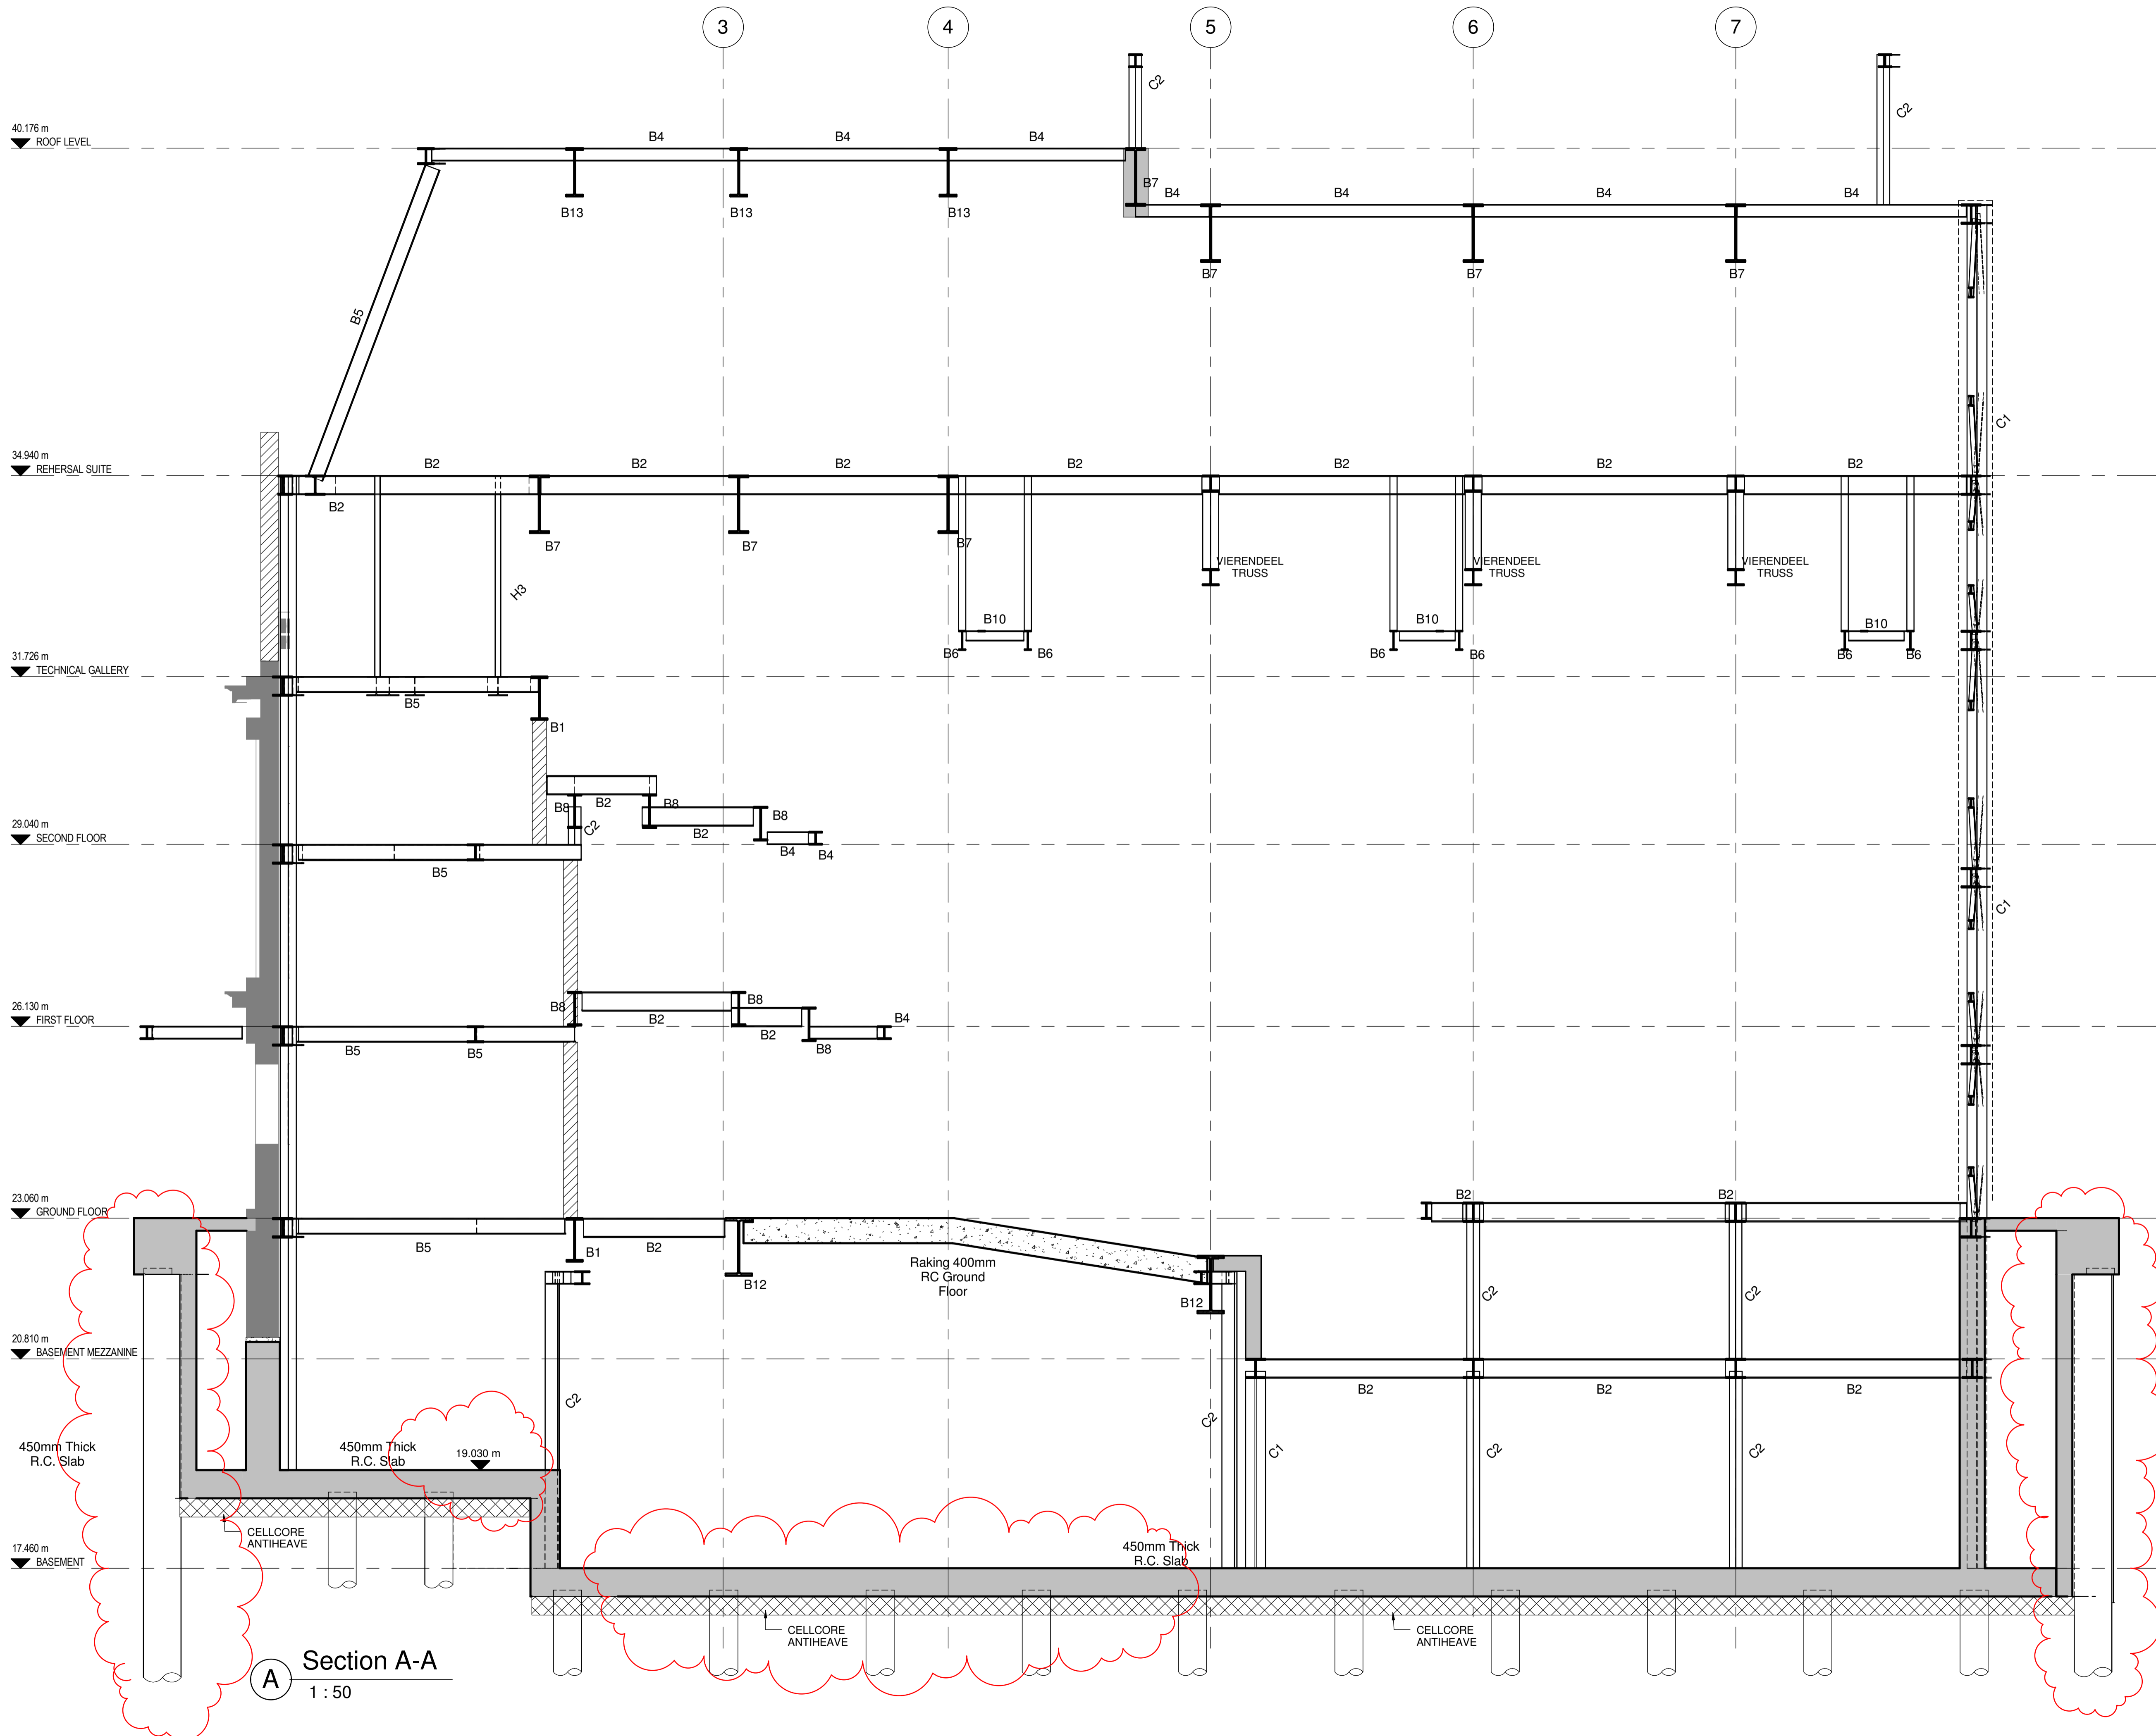 3
4
5
6
7
C2
C2
40.176 m
ROOF LEVEL
B4
B4
B4
B7
B4
B4
B4
B4
B13
B13
B13
B7
B7
B7
B5
C1
34.940 m
REHERSAL SUITE
B2
B2
B2
B2
B2
B2
B2
B2
B7
B7
B7
VIERENDEEL
TRUSS
VIERENDEEL
TRUSS
VIERENDEEL
TRUSS
H3
B10
B10
B10
B6
B6
B6
B6
B6
B6
31.726 m
TECHNICAL GALLERY
B5
B1
B8
B2
B8
B8
B2
C2
29.040 m
SECOND FLOOR
B4
B4
B5
C1
26.130 m
FIRST FLOOR
B8
B2
B8
B2
B4
B8
B5
B5
23.060 m
GROUND FLOOR
B2
B2
B5
B1
B2
B12
Raking 400mm
RC Ground
Floor
B12
C2
C2
20.810 m
BASEMENT MEZZANINE
B2
B2
B2
C2
C2
C1
C2
C2
450mm Thick
R.C. Slab
450mm Thick
R.C. Slab
19.030 m
CELLCORE
ANTIHEAVE
17.460 m
BASEMENT
450mm Thick
R.C. Slab
CELLCORE
ANTIHEAVE
CELLCORE
ANTIHEAVE
A
Section A-A
1 : 50